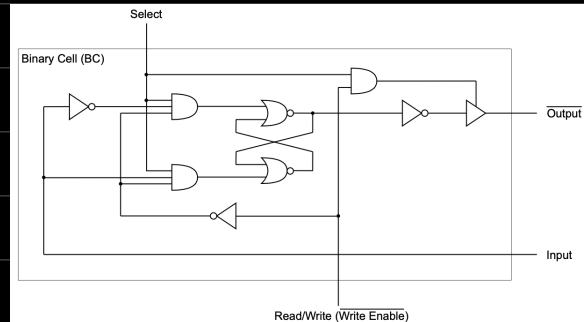 Select
Binary Cell (BC)
Output
Input
Read/Write (Write Enable)